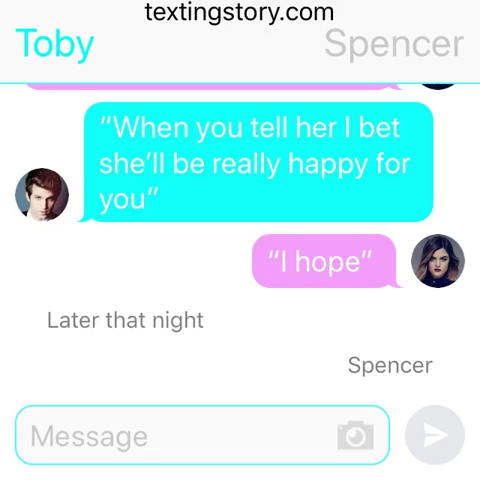 textingstory.com
Toby
Spencer
“When you tell her I bet
she’ll be really happy for
you”
“I hope”
Later that night
Spencer
Message